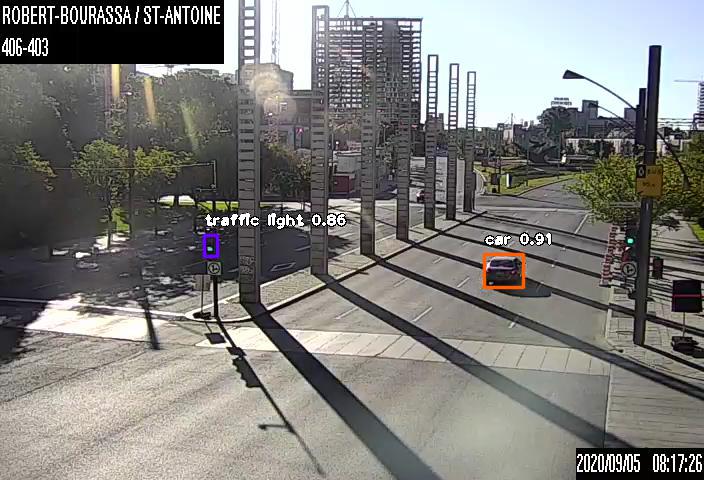 ROBERT-BOURASSA / ST-ANTOINE
406-403
traffic light 0.86
car 0.91
2020/09/05 08:17:26